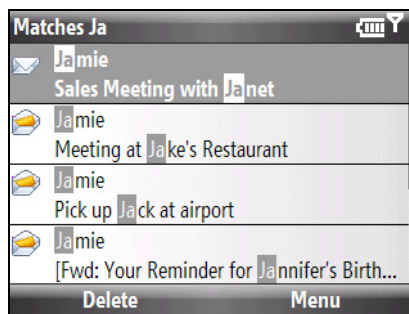 Matches Ja
Jamie
Sales Meeting with Janet
Jamie
Meeting at Jake's Restaurant
Jamie
Pick up Jack at airport
Jamie
[Fwd: Your Reminder for Jannifer's Birth...
Delete Menu